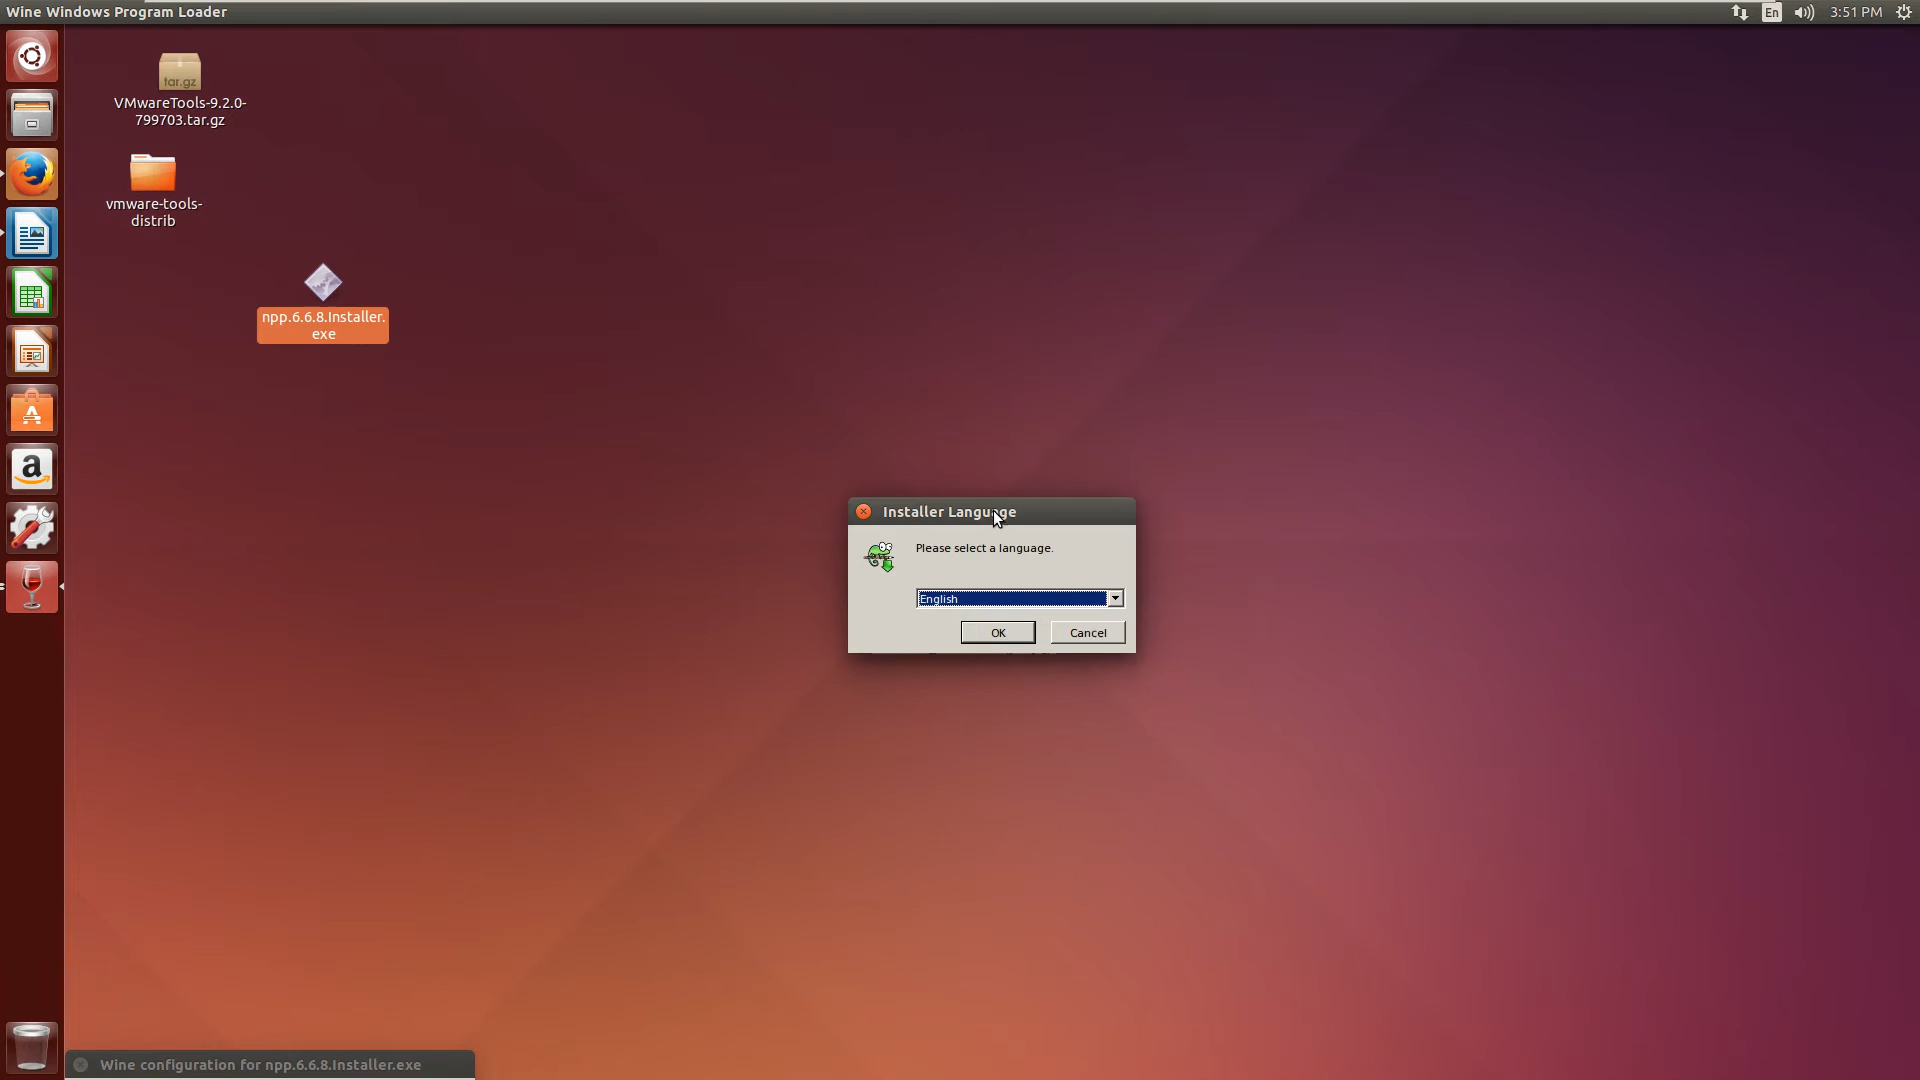 Wine Windows Program Loader
En
3:51 PM
tar.gz
VMwareTools-9.2.0-
799703.tar.gz
vmware-tools-
distrib
npp.6.6.8.Installer.
exe
A
a
Installer Language
Please select a language.
English
OK
Cancel
Wine configuration for npp.6.6.8.Installer.exe